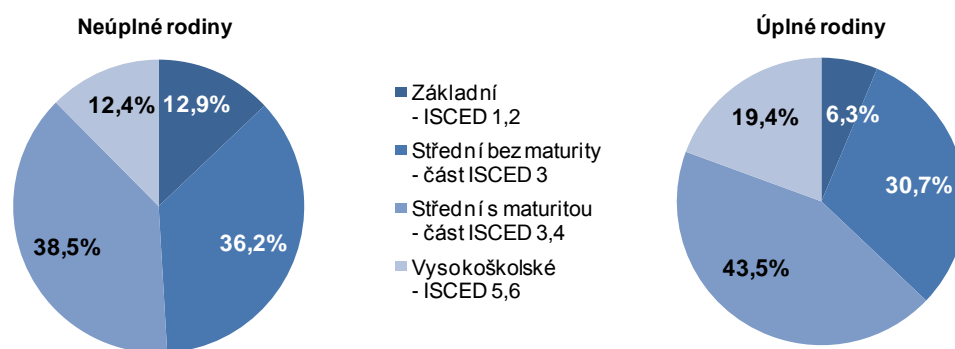 Neúplné rodiny
12,4%
12,9%
38,5%
36,2%
Základní
- ISCED 1,2
Střední bez maturity
- část ISCED 3
Střední s maturitou
- část ISCED 3,4
Vysokoškolské
- ISCED 5,6
Úplné rodiny
19,4%
6,3%
30,7%
43,5%